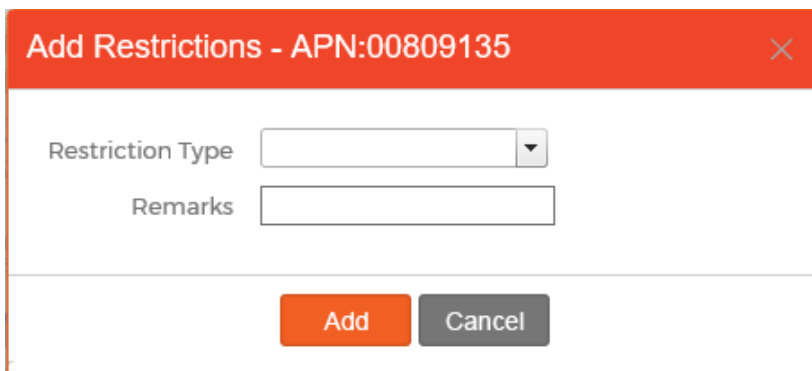 Add Restrictions - APN:00809135
Restriction Type
Remarks
Add Cancel